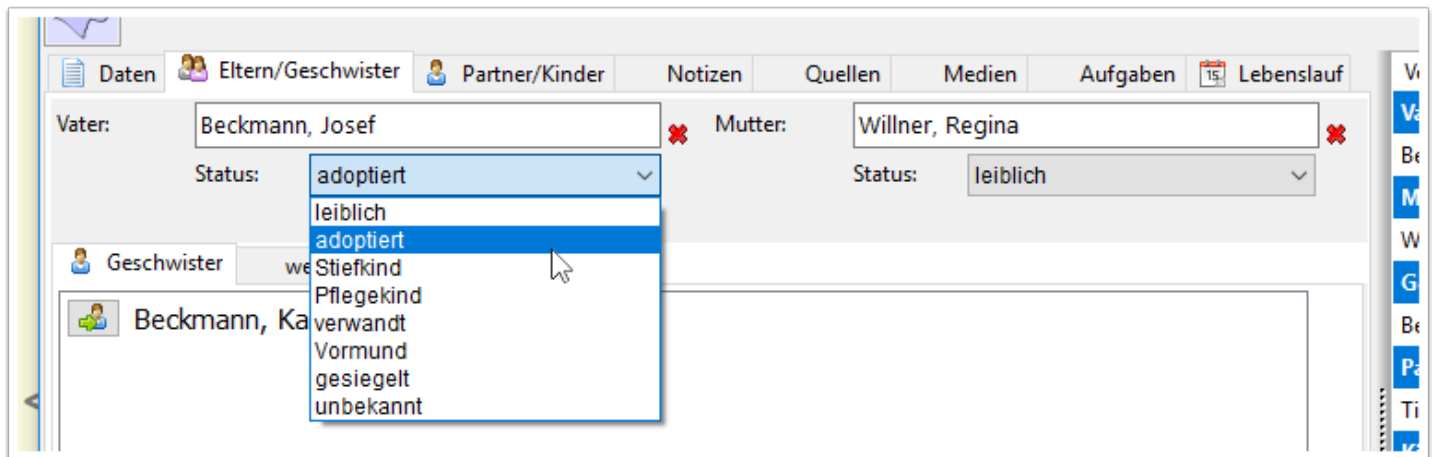 Daten Eltern/Geschwister Partner/Kinder Notizen Quellen Medien Aufgaben 15 Lebenslauf
Vater: Beckmann, Josef Mutter: Willner, Regina
Status: adoptiert Status: leiblich
leiblich
adoptiert
Geschwister
Stiefkind
Pflegekind
Beckmann,
verwandt
Vormund
gesiegelt
unbekannt